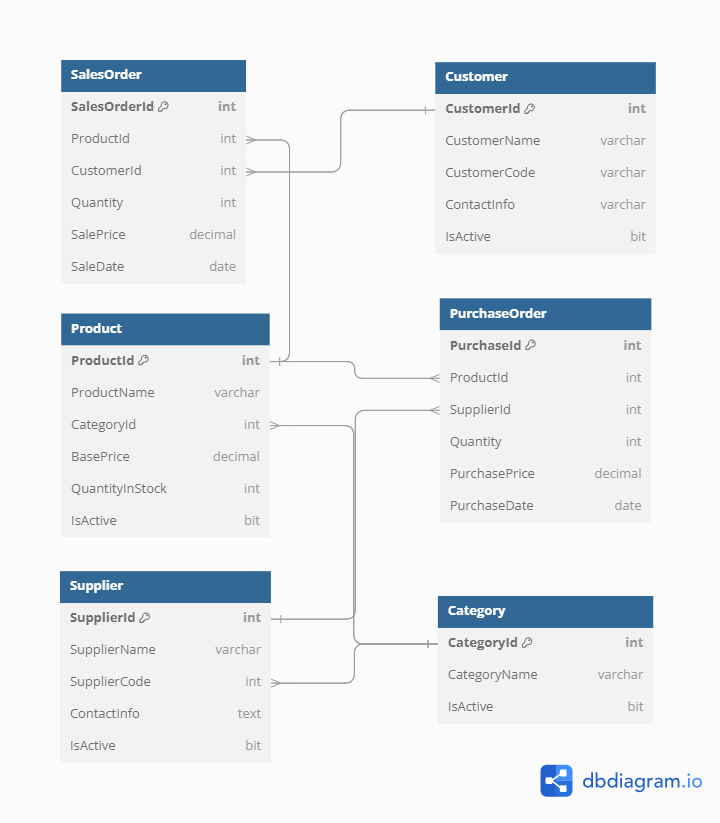 SalesOrder
SalesOrderId int
ProductId int
CustomerId int
Quantity int
SalePrice decimal
SaleDate date
Customer
CustomerId int
CustomerName varchar
CustomerCode varchar
ContactInfo varchar
IsActive bit
Product
ProductId int
ProductName varchar
CategoryId int
BasePrice decimal
QuantityInStock int
IsActive bit
PurchaseOrder
PurchaseId int
ProductId int
SupplierId int
Quantity int
PurchasePrice decimal
PurchaseDate date
Supplier
SupplierId int
SupplierName varchar
SupplierCode int
ContactInfo text
IsActive bit
Category
CategoryId int
CategoryName varchar
IsActive bit
dbdiagram.io